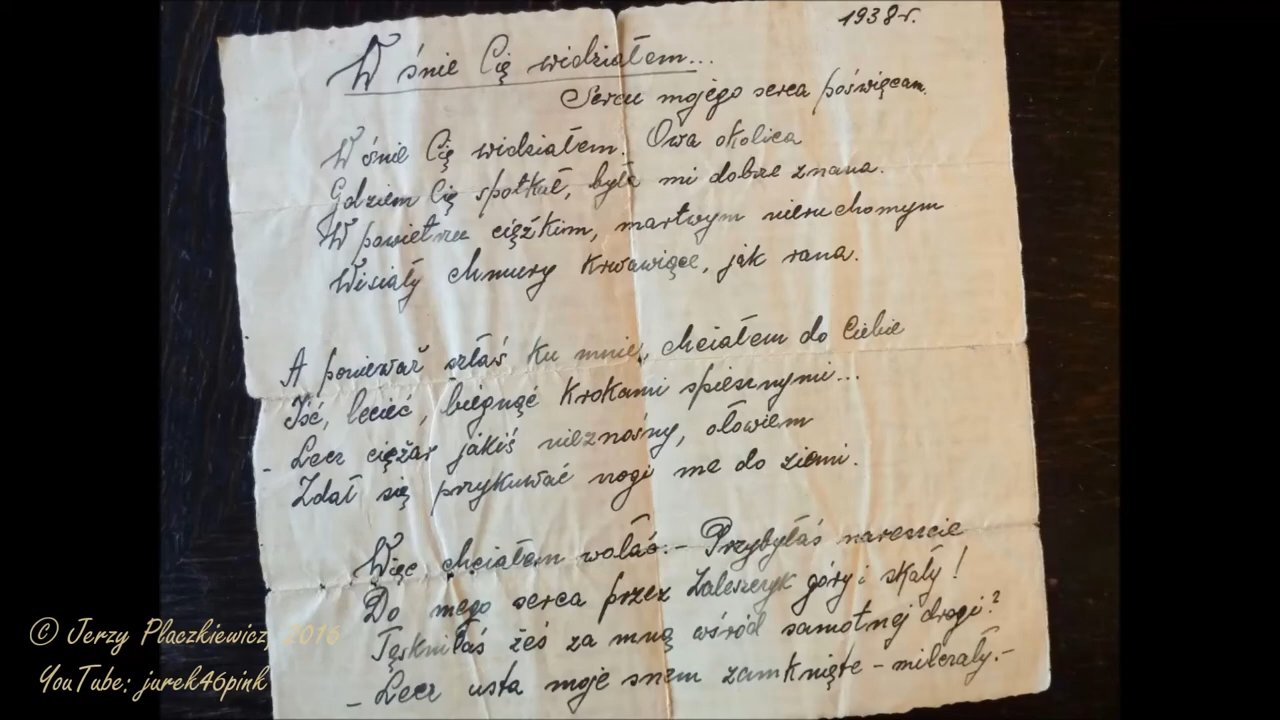 1938 r.
W śnie Cię widziałem...
Sercu mojego serca poświęcam.
W śnie Cię widziałem. Owa okolica
Gdziem Cię spotkał, była mi dobrze znana.
W powietrzu ciężkim, martwym nieruchomym
Wisiały chmury krwawiące, jak rana.
A ponieważ szłaś ku mnie, chciałem do Ciebie
Iść, lecieć, biegnąć krokami spiesznymi...
- Lecz ciężar jakiś nieznośny, ołowiem
Zdał się przykuwać nogi me do ziemi.
Więc, chciałem wołać:- Przybyłaś nareszcie
Do mego serca przez Zaleszczyk góry i skały!
Tęskniłaś żeś za mną wśród samotnej drogi?
- Lecz usta moje snem zamknięte - milczały.-
© Jerzy Płaczkiewicz, 2016
YouTube: jurek46pink